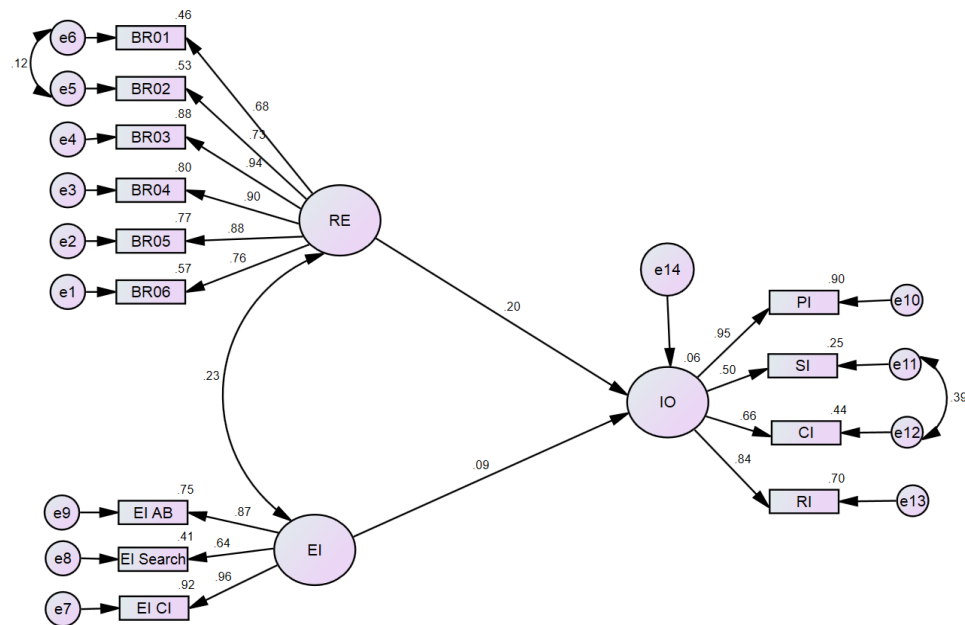 .46
e6 BR01
.12
.53
e5 BR02
.68
.88
.73
e4 BR03
.94
.80
e3 BR04
.90
RE
.77
e2 BR05
.88
.57
.76
e1 BR06
e14
.90
PI e10
.20
.95
.25
.06
SI e11
.50
.23
IO
.39
.66
.44
CI e12
.84
.09
.70
RI e13
.75
e9 EI AB
.87
.41
EI
e8 EI Search
.64
.96
.92
e7 EI CI